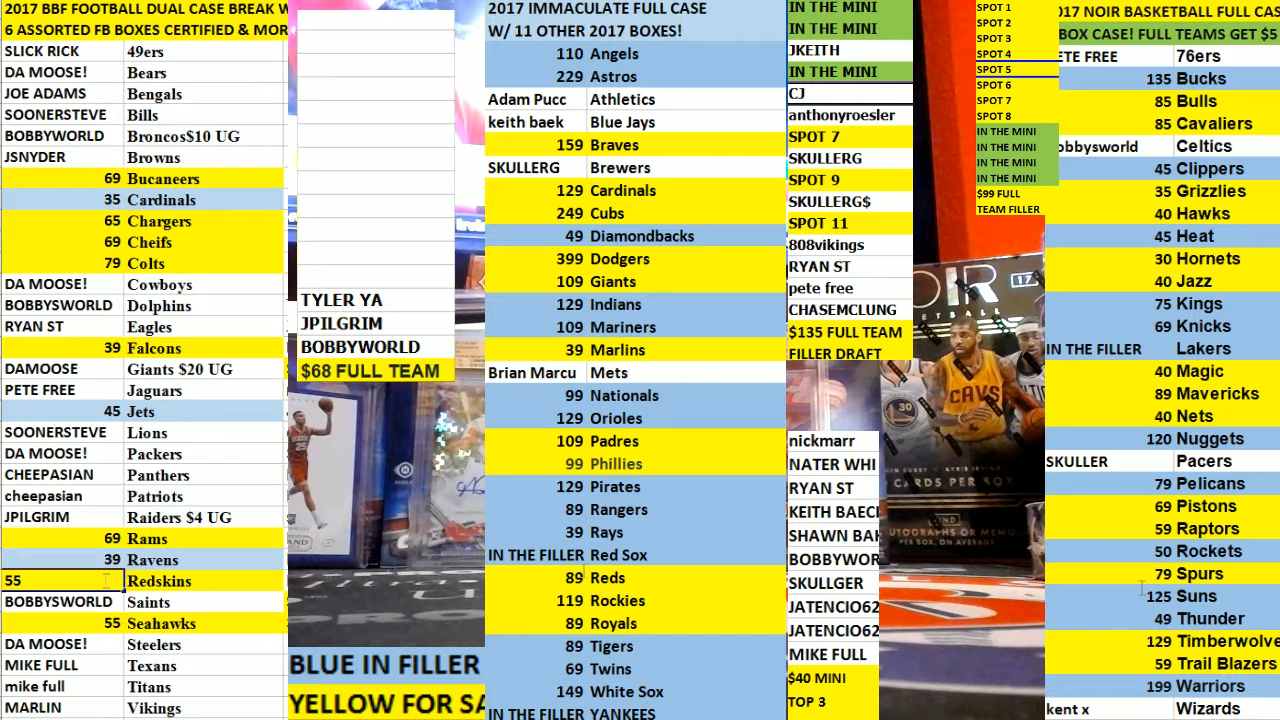 2017 BBF FOOTBALL DUAL CASE BREAK W
6 ASSORTED FB BOXES CERTIFIED & MOR
SLICK RICK 49ers
DA MOOSE! Bears
JOE ADAMS Bengals
SOONERSTEVE Bills
BOBBYWORLD Broncos$10 UG
JSNYDER Browns
69 Bucaneers
35 Cardinals
65 Chargers
69 Cheifs
79 Colts
DA MOOSE! Cowboys
BOBBYSWORLD Dolphins
RYAN ST Eagles
39 Falcons
DAMOOSE Giants $20 UG
PETE FREE Jaguars
45 Jets
SOONERSTEVE Lions
DA MOOSE! Packers
CHEEPASIAN Panthers
cheepasian Patriots
JPILGRIM Raiders $4 UG
69 Rams
39 Ravens
55 Redskins
BOBBYSWORLD Saints
55 Seahawks
DA MOOSE! Steelers
MIKE FULL Texans
mike full Titans
MARLIN Vikings
TYLER YA
JPILGRIM
BOBBYWORLD
$68 FULL TEAM
BLUE IN FILLER
YELLOW FOR SA
2017 IMMACULATE FULL CASE
W/ 11 OTHER 2017 BOXES!
110 Angels
229 Astros
Adam Pucc Athletics
keith baek Blue Jays
159 Braves
SKULLERG Brewers
129 Cardinals
249 Cubs
49 Diamondbacks
399 Dodgers
109 Giants
129 Indians
109 Mariners
39 Marlins
Brian Marcu Mets
99 Nationals
129 Orioles
109 Padres
99 Phillies
129 Pirates
89 Rangers
39 Rays
IN THE FILLER Red Sox
89 Reds
119 Rockies
89 Royals
89 Tigers
69 Twins
149 White Sox
IN THE FILLER YANKEES
IN THE MINI
IN THE MINI
JKEITH
IN THE MINI
CJ
anthonyroesler
SPOT 7
SKULLERG
SPOT 9
SKULLERG$
SPOT 11
808vikings
RYAN ST
pete free
CHASEMCLUNG
$135 FULL TEAM
FILLER DRAFT
nickmarr
NATER WHI
RYAN ST
KEITH BAEC
SHAWN BAI
BOBBYWOR
SKULLGER
JATENCIO62
JATENCIO62
MIKE FULL
$40 MINI
TOP 3
SPOT 1
SPOT 2
SPOT 3
SPOT 4
SPOT 5
SPOT 6
SPOT 7
SPOT 8
IN THE MINI
IN THE MINI
IN THE MINI
IN THE MINI
$99 FULL
TEAM FILLER
OIR 17
CAVS
30
CARDS PER BOX
AUTOGRAPHS OR MEMO
PER BOX, ON AVERAGE
25
017 NOIR BASKETBALL FULL CAS
BOX CASE! FULL TEAMS GET $5
ETE FREE 76ers
135 Bucks
85 Bulls
85 Cavaliers
obbysworld Celtics
45 Clippers
35 Grizzlies
40 Hawks
45 Heat
30 Hornets
40 Jazz
75 Kings
69 Knicks
IN THE FILLER Lakers
40 Magic
89 Mavericks
40 Nets
120 Nuggets
SKULLER Pacers
79 Pelicans
69 Pistons
59 Raptors
50 Rockets
79 Spurs
125 Suns
49 Thunder
129 Timberwolve
59 Trail Blazers
199 Warriors
kent x Wizards